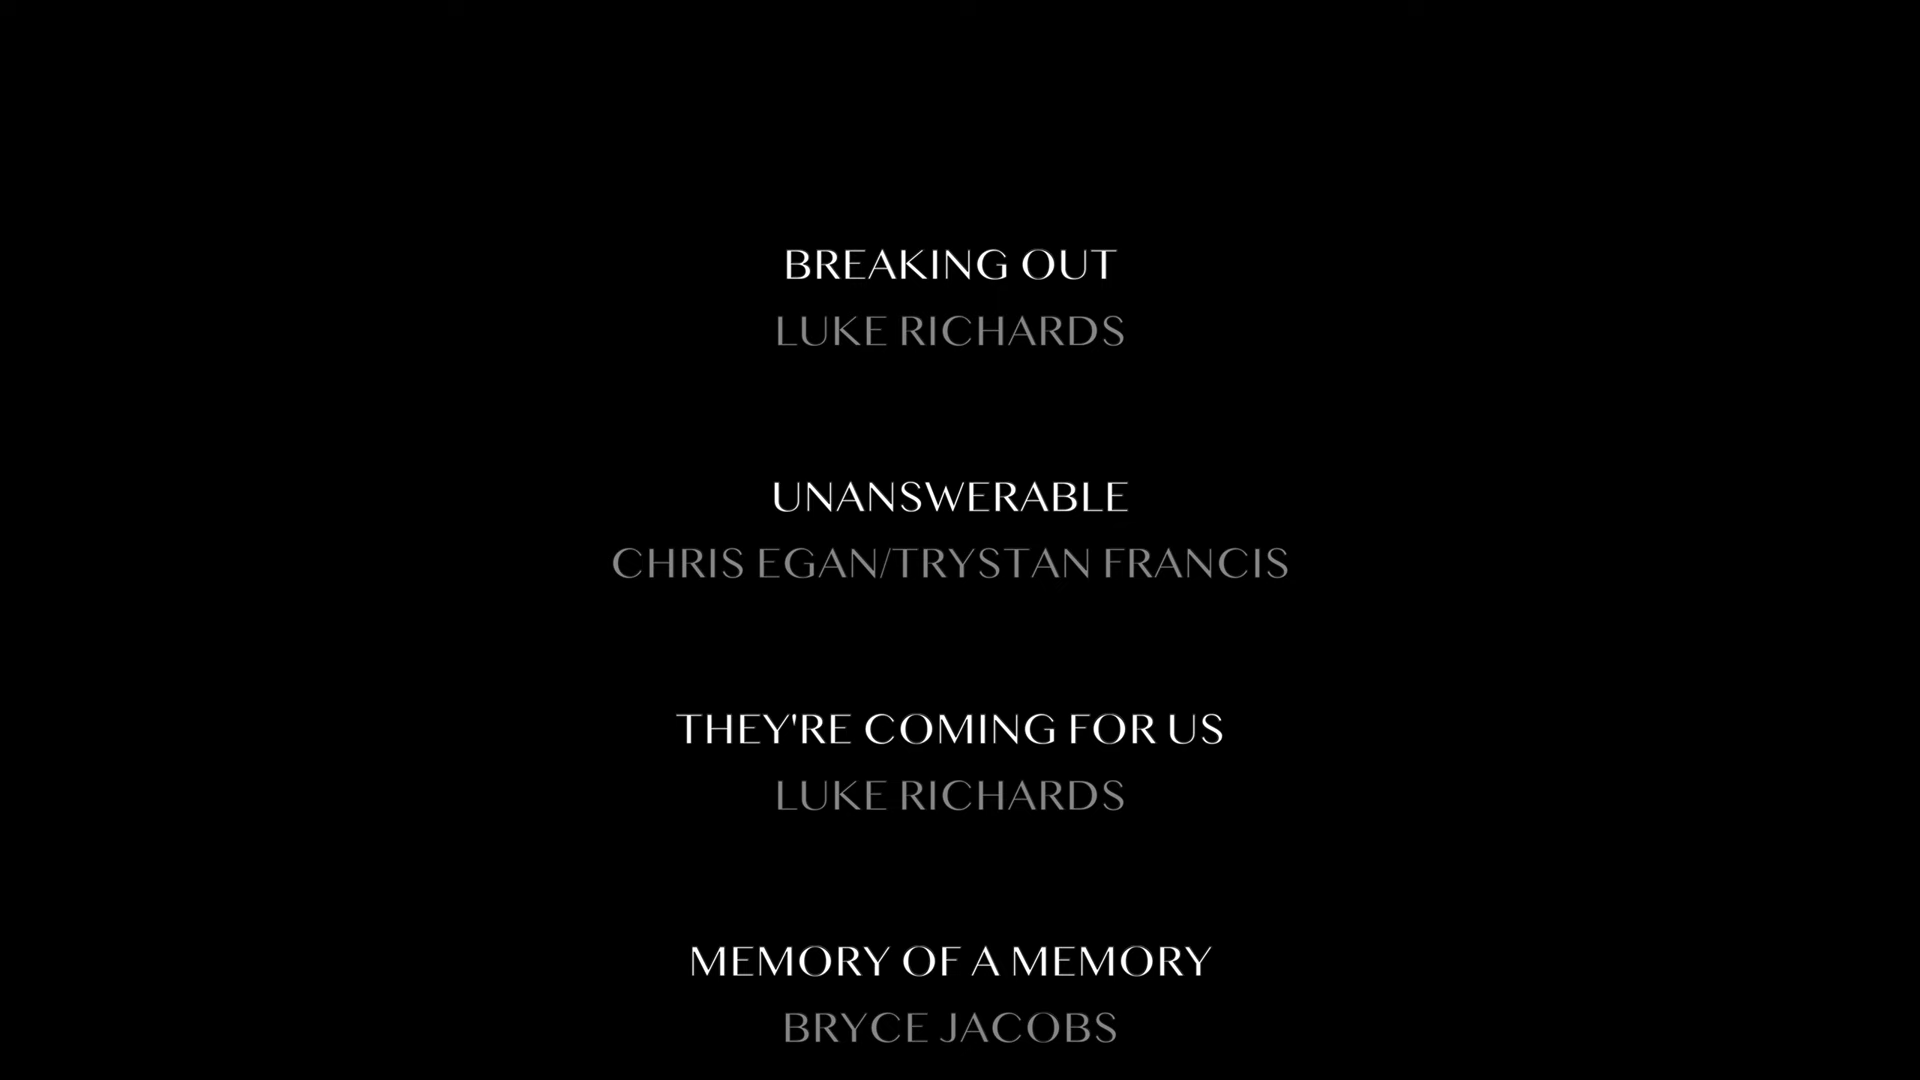 BREAKING OUT
LUKE RICHARDS
UNANSWERABLE
CHRIS EGAN/TRYSTAN FRANCIS
THEY'RE COMING FOR US
LUKE RICHARDS
MEMORY OF A MEMORY
BRYCE JACOBS